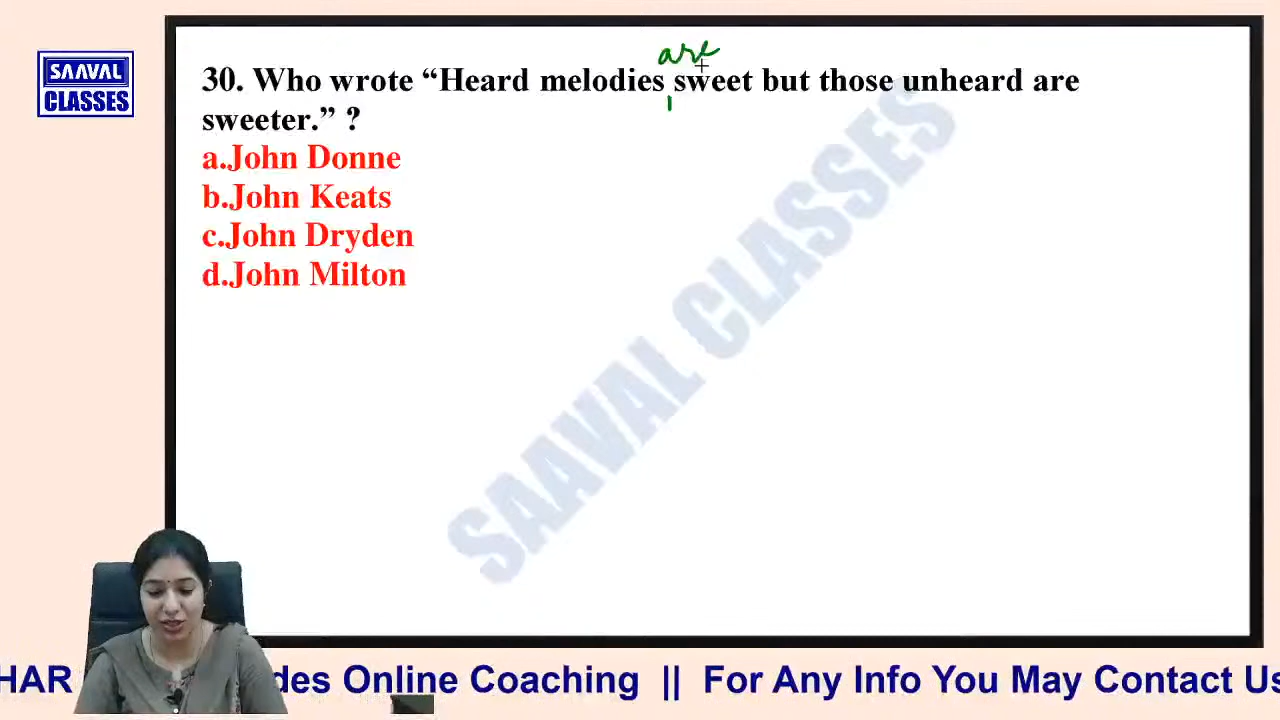 SAAVAL
CLASSES
are
30. Who wrote “Heard melodies sweet but those unheard are
sweeter.” ?
a.John Donne
b.John Keats
c.John Dryden
d.John Milton
SAAVAL CLASSES
HAR des Online Coaching || For Any Info You May Contact Us